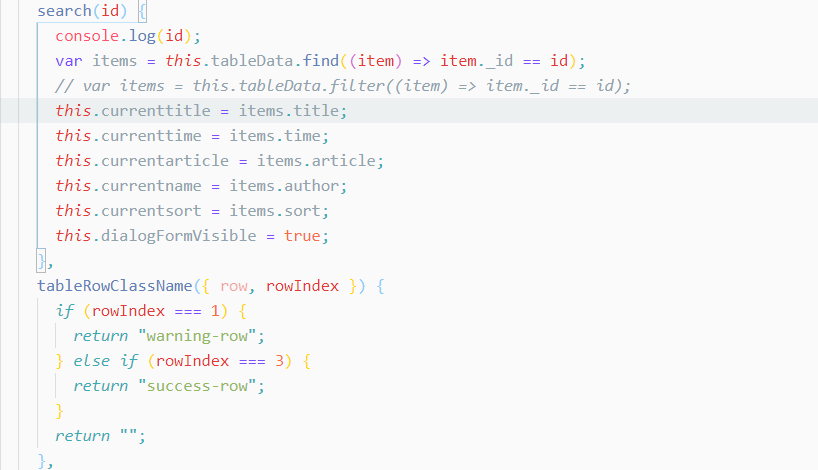 search(id) {
console.log(id);
var items = this.tableData.find((item) => item._id == id);
// var items = this.tableData.filter((item) => item._id == id);
this.currenttitle = items.title;
this.currenttime = items.time;
this.currentarticle = items.article;
this.currentname = items.author;
this.currentsort = items.sort;
this.dialogFormVisible = true;
},
tableRowClassName({ row, rowIndex }) {
if (rowIndex === 1) {
return "warning-row";
} else if (rowIndex === 3) {
return "success-row";
}
return "";
},